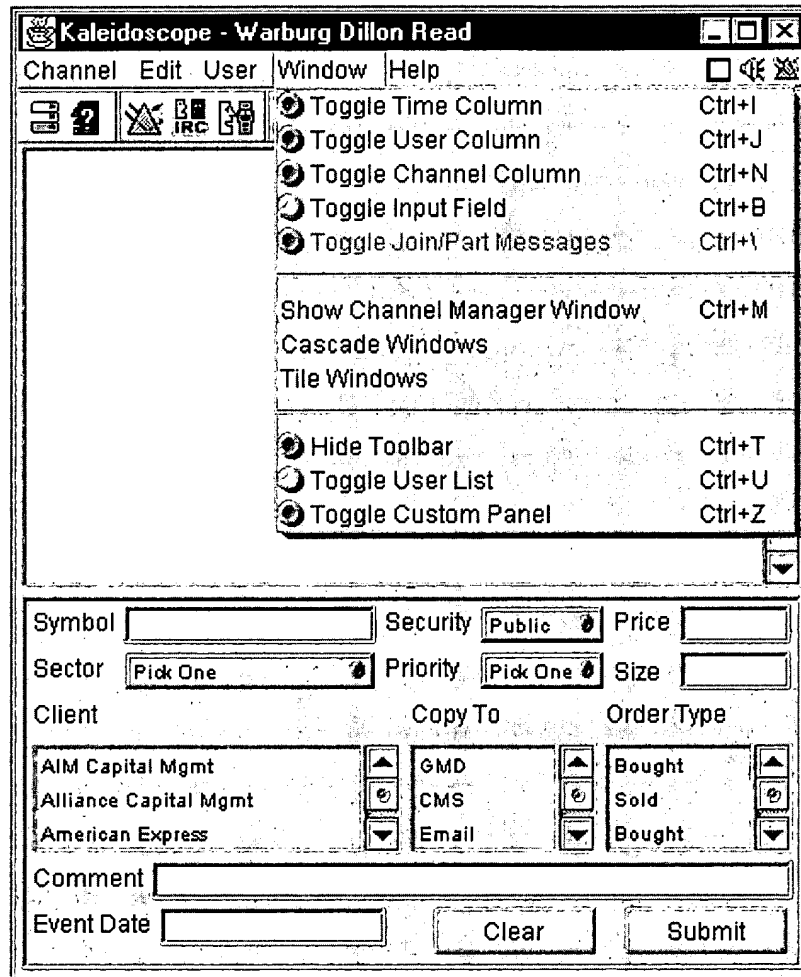 Kaleidoscope - Warburg Dillon Read
Channel Edit User Window Help
IRC
Toggle Time Column Ctrl+I
Toggle User Column Ctrl+J
Toggle Channel Column Ctrl+N
Toggle Input Field Ctrl+B
Toggle Join/Part Messages Ctrl+\
Show Channel Manager Window Ctrl+M
Cascade Windows
Tile Windows
Hide Toolbar Ctrl+T
Toggle User List Ctrl+U
Toggle Custom Panel Ctrl+Z
Symbol Security Public Price
Sector Pick One Priority Pick One Size
Client Copy To Order Type
AIM Capital Mgmt GMD Bought
Alliance Capital Mgmt CMS Sold
American Express Email Bought
Comment
Event Date Clear Submit